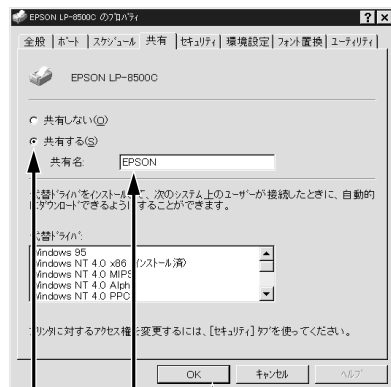 EPSON LP-8500C のプロパティ
全般 ポート スケジュール 共有 セキュリティ 環境設定 フォント置換 ユーティリティ
EPSON LP-8500C
共有しない(O)
共有する(S)
共有名: EPSON
代替ドライバをインストールして、次のシステム上のユーザーが接続したときに、自動的
にダウンロードできるようにすることができます。
代替ドライバ:
Windows 95
Windows NT 4.0 x86 (インストール済)
Windows NT 4.0 MIPS
Windows NT 4.0 Alph
Windows NT 4.0 PPC
プリンタに対するアクセス権を変更するには、[セキュリティ] タブを使ってください。
OK キャンセル ヘルプ